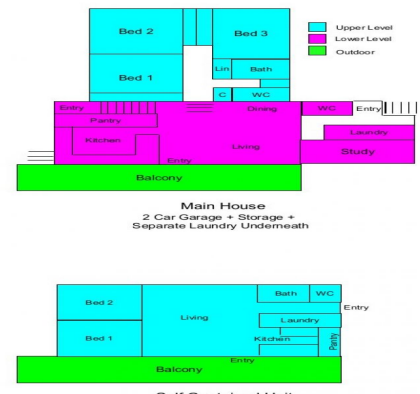 Bed 2
Bed 3
Upper Level
Lower Level
Outdoor
Lin
Bath
Bed 1
C
WC
Entry
Dining
WC
Entry
Pantry
Laundry
Kitchen
Living
Study
Entry
Balcony
Main House
2 Car Garage + Storage +
Separate Laundry Underneath
Bath
WC
Bed 2
Entry
Living
Laundry
Bed 1
Kitchen
Pantry
Entry
Balcony